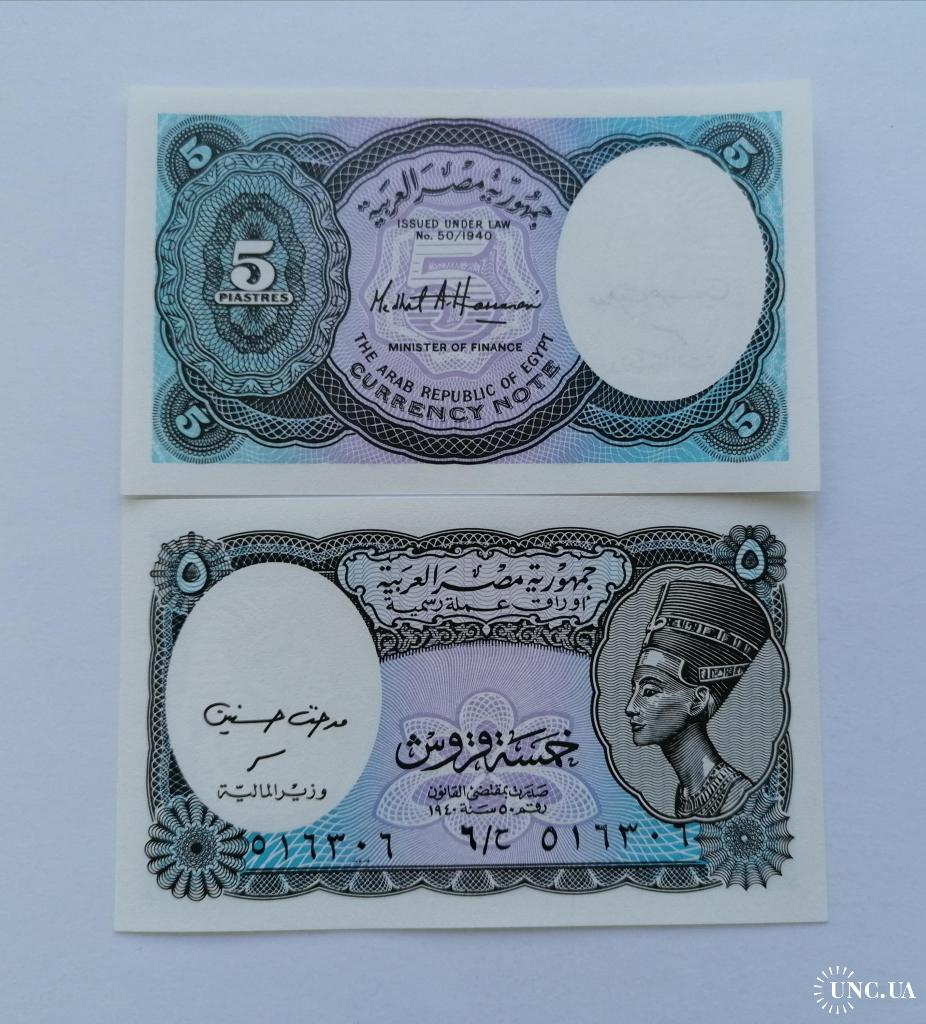 5 5
جمهورية مصر العربية
ISSUED UNDER LAW
No. 50/1940
5
5
PIASTRES
Medhat A Hassanein
MINISTER OF FINANCE
THE ARAB REPUBLIC OF EGYPT
CURRENCY NOTE
5 5
٥ ٥
جمهورية مصر العربية
أوراق عملة رسمية
مدحت حسنين
وزير المالية
خمسة قروش
صدرت بمقتضى القانون
رقم ٥٠ سنة ١٩٤٠
٥١٦٣٠٦ ٦/ح ٥١٦٣٠٦
UNC.UA